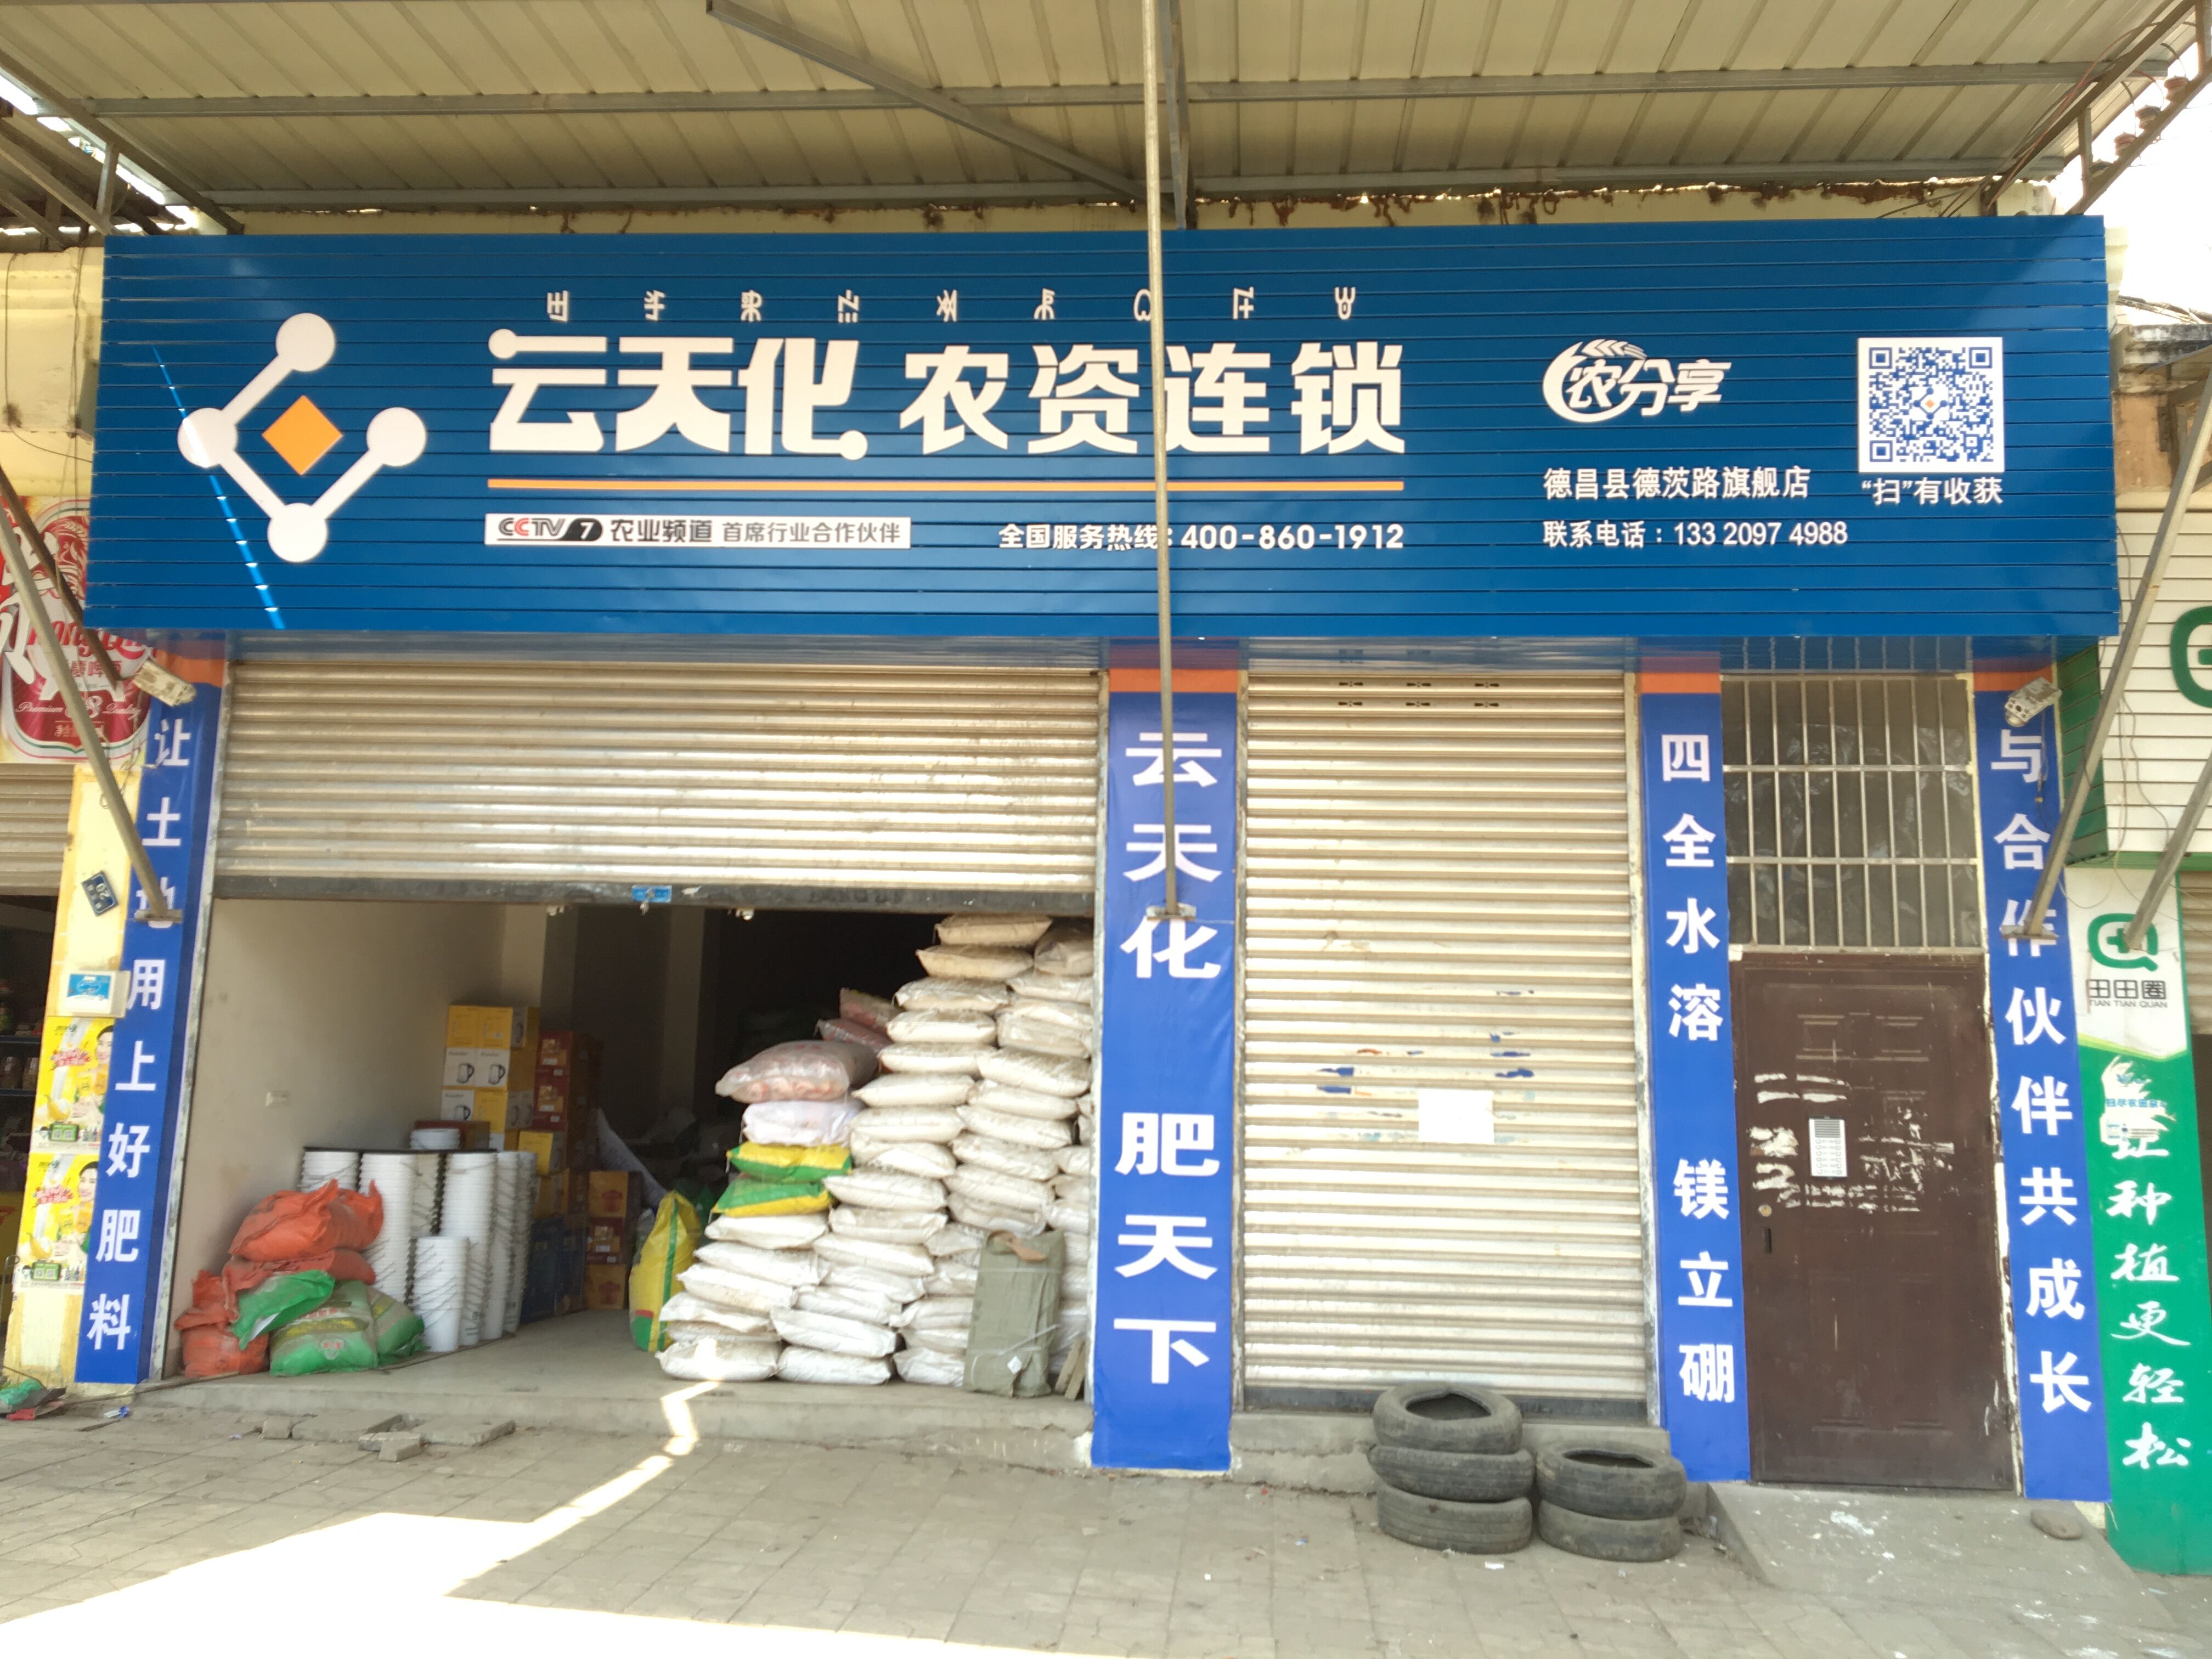 云天化 农资连锁
CCTV 7 农业频道 首席行业合作伙伴
全国服务热线：400-860-1912
农分享
德昌县德茨路旗舰店
联系电话：133 2097 4988
“扫”有收获
让土地用上好肥料
云天化 肥天下
四全水溶 镁立硼
与合作伙伴共成长
田田圈
TIAN TIAN QUAN
种植更轻松